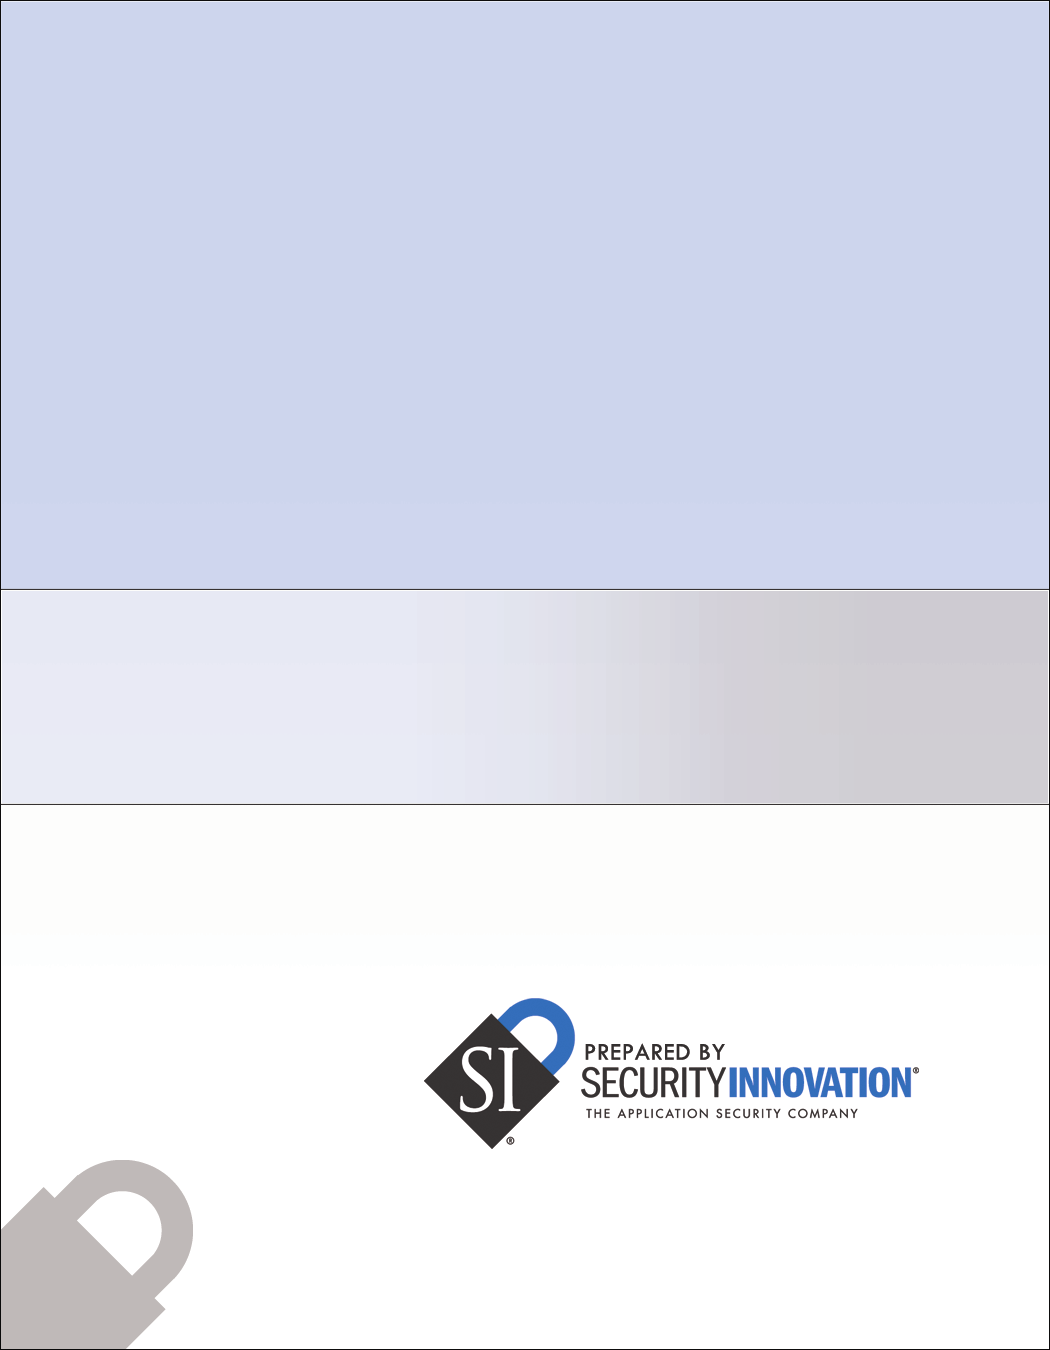 PREPARED BY
SI
SECURITYINNOVATION®
THE APPLICATION SECURITY COMPANY
®